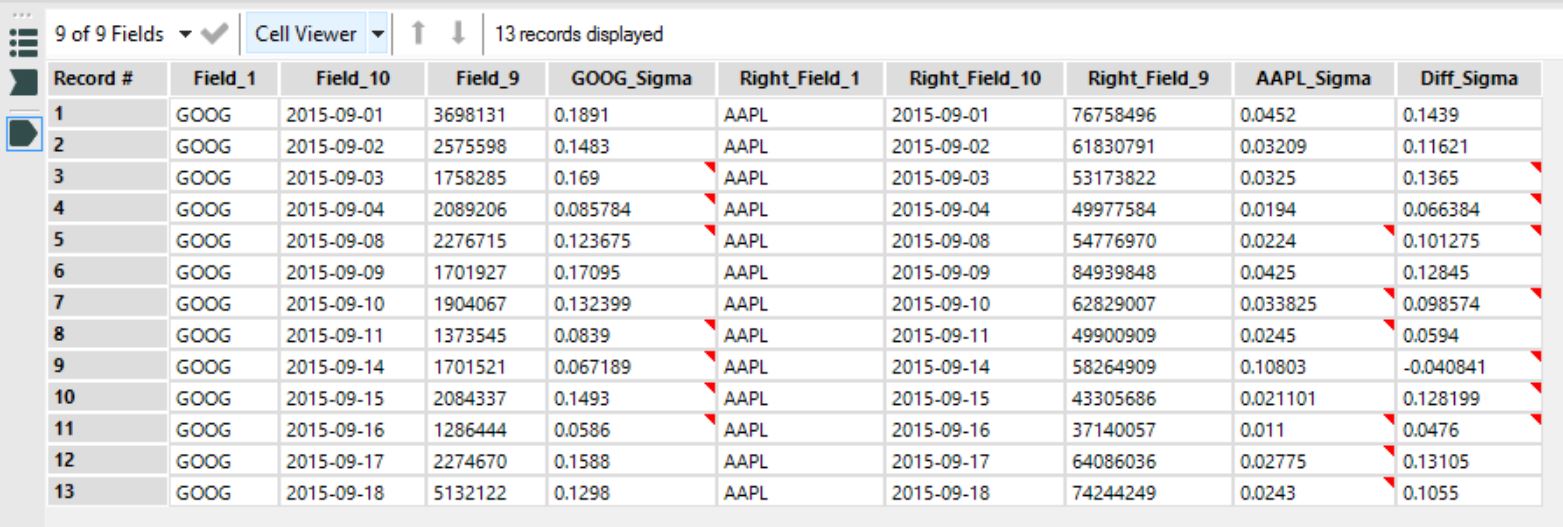 9 of 9 Fields Cell Viewer 13 records displayed
Record # Field_1 Field_10 Field_9 GOOG_Sigma Right_Field_1 Right_Field_10 Right_Field_9 AAPL_Sigma Diff_Sigma
1 GOOG 2015-09-01 3698131 0.1891 AAPL 2015-09-01 76758496 0.0452 0.1439
2 GOOG 2015-09-02 2575598 0.1483 AAPL 2015-09-02 61830791 0.03209 0.11621
3 GOOG 2015-09-03 1758285 0.169 AAPL 2015-09-03 53173822 0.0325 0.1365
4 GOOG 2015-09-04 2089206 0.085784 AAPL 2015-09-04 49977584 0.0194 0.066384
5 GOOG 2015-09-08 2276715 0.123675 AAPL 2015-09-08 54776970 0.0224 0.101275
6 GOOG 2015-09-09 1701927 0.17095 AAPL 2015-09-09 84939848 0.0425 0.12845
7 GOOG 2015-09-10 1904067 0.132399 AAPL 2015-09-10 62829007 0.033825 0.098574
8 GOOG 2015-09-11 1373545 0.0839 AAPL 2015-09-11 49900909 0.0245 0.0594
9 GOOG 2015-09-14 1701521 0.067189 AAPL 2015-09-14 58264909 0.10803 -0.040841
10 GOOG 2015-09-15 2084337 0.1493 AAPL 2015-09-15 43305686 0.021101 0.128199
11 GOOG 2015-09-16 1286444 0.0586 AAPL 2015-09-16 37140057 0.011 0.0476
12 GOOG 2015-09-17 2274670 0.1588 AAPL 2015-09-17 64086036 0.02775 0.13105
13 GOOG 2015-09-18 5132122 0.1298 AAPL 2015-09-18 74244249 0.0243 0.1055